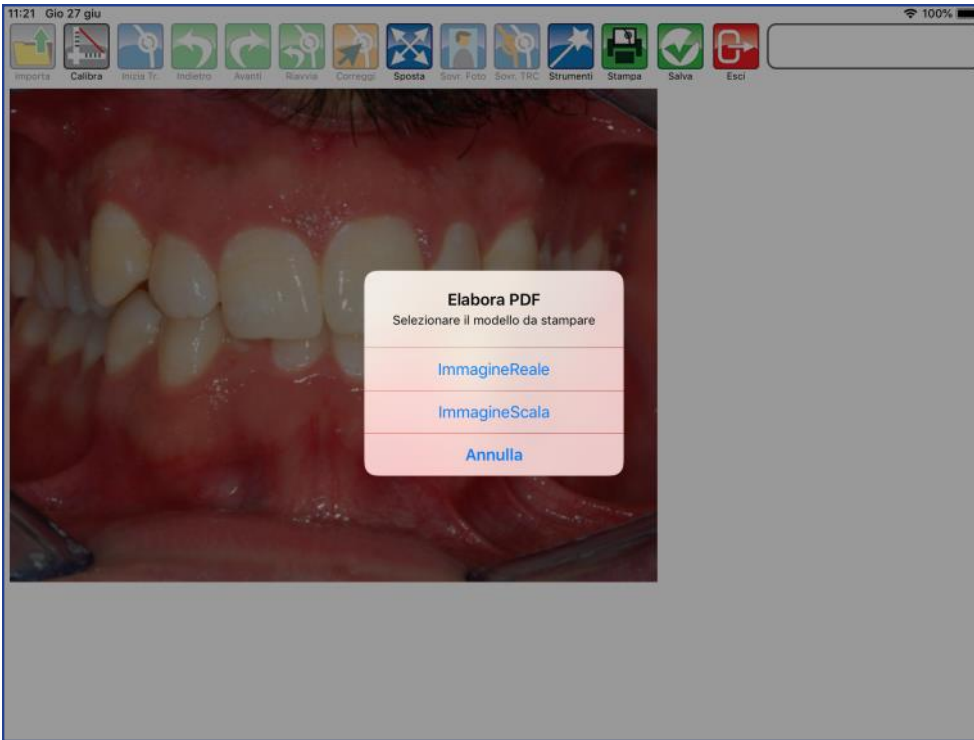 11:21 Gio 27 giu 100%
Importa Calibra Inizia Tr. Indietro Avanti Riavvia Correggi Sposta Sovr. Foto Sovr. TRC Strumenti Stampa Salva Esci
Elabora PDF
Selezionare il modello da stampare
ImmagineReale
ImmagineScala
Annulla